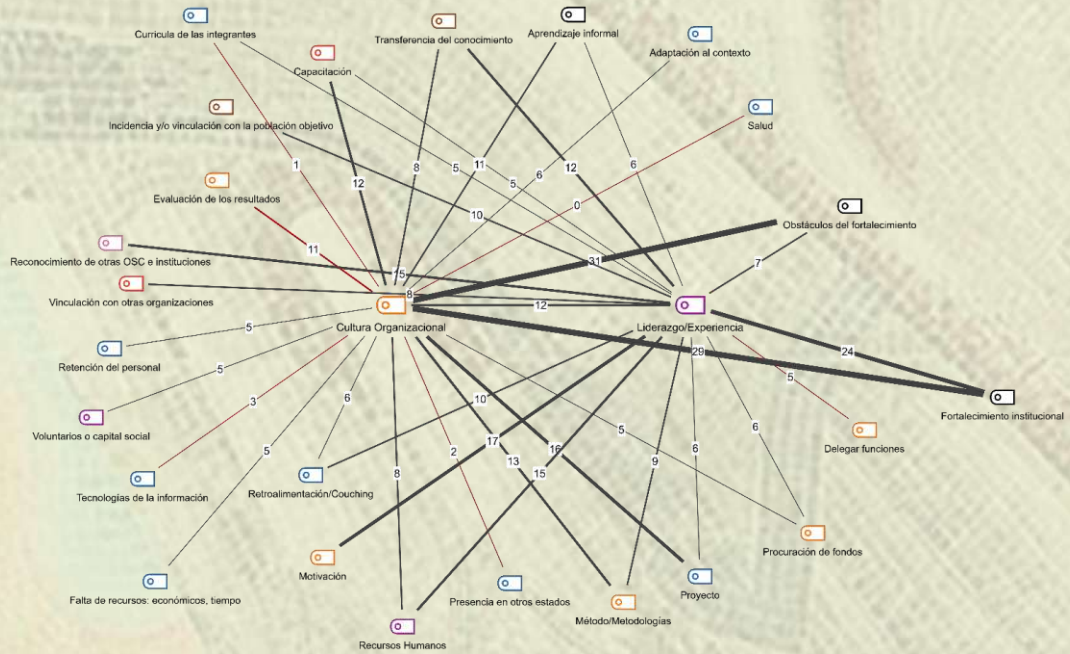 Curricula de las integrantes
Transferencia del conocimiento
Aprendizaje informal
Adaptación al contexto
Capacitación
Salud
Incidencia y/o vinculación con la población objetivo
1
12
8
11
5
5
6
12
6
0
10
Evaluación de los resultados
11
Obstáculos del fortalecimiento
Reconocimiento de otras OSC e instituciones
15
31
7
Vinculación con otras organizaciones
8
12
Cultura Organizacional
Liderazgo/Experiencia
5
29
24
Retención del personal
5
5
Voluntarios o capital social
3
6
10
Fortalecimiento institucional
5
17
16
5
6
6
Delegar funciones
2
13
9
8
15
Tecnologías de la información
Retroalimentación/Couching
Procuración de fondos
Motivación
Proyecto
Falta de recursos: económicos, tiempo
Presencia en otros estados
Método/Metodologías
Recursos Humanos